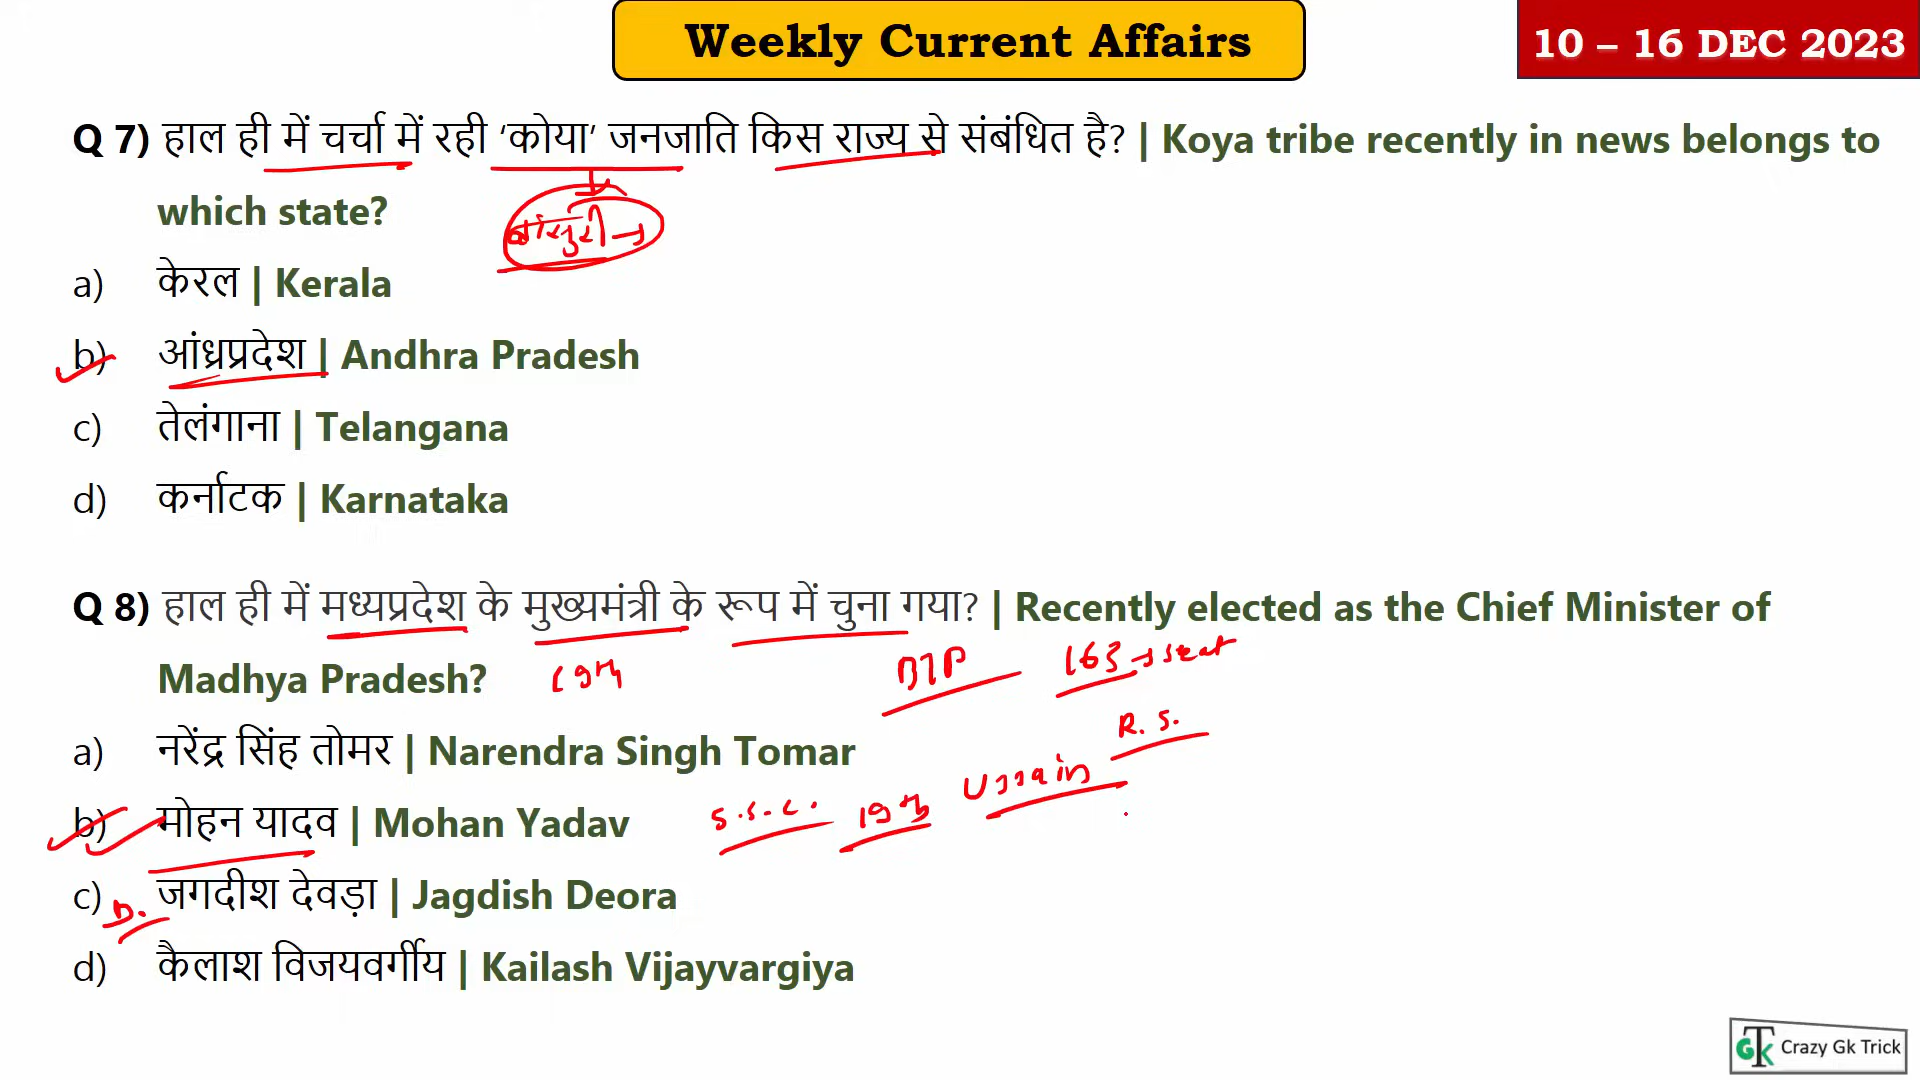 Weekly Current Affairs
10 – 16 DEC 2023
Q 7) हाल ही में चर्चा में रही ‘कोया’ जनजाति किस राज्य से संबंधित है? | Koya tribe recently in news belongs to
which state?
बांसुरी
a) केरल | Kerala
b) आंध्रप्रदेश | Andhra Pradesh
c) तेलंगाना | Telangana
d) कर्नाटक | Karnataka
Q 8) हाल ही में मध्यप्रदेश के मुख्यमंत्री के रूप में चुना गया? | Recently elected as the Chief Minister of
Madhya Pradesh? 19th BJP 163 → seat
R. S.
a) नरेंद्र सिंह तोमर | Narendra Singh Tomar
b) मोहन यादव | Mohan Yadav S.S.C. 19th Ujjain
c) D. जगदीश देवड़ा | Jagdish Deora
d) कैलाश विजयवर्गीय | Kailash Vijayvargiya
GTK Crazy Gk Trick